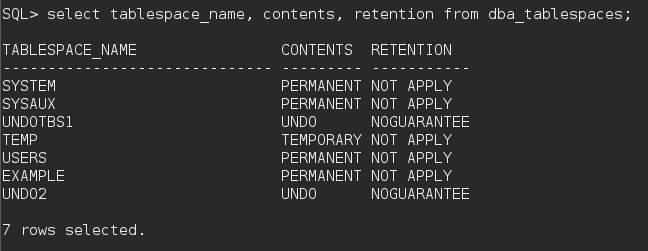 SQL> select tablespace_name, contents, retention from dba_tablespaces;
TABLESPACE_NAME                CONTENTS  RETENTION
------------------------------ --------- -----------
SYSTEM                         PERMANENT NOT APPLY
SYSAUX                         PERMANENT NOT APPLY
UNDOTBS1                       UNDO      NOGUARANTEE
TEMP                           TEMPORARY NOT APPLY
USERS                          PERMANENT NOT APPLY
EXAMPLE                        PERMANENT NOT APPLY
UNDO2                          UNDO      NOGUARANTEE
7 rows selected.